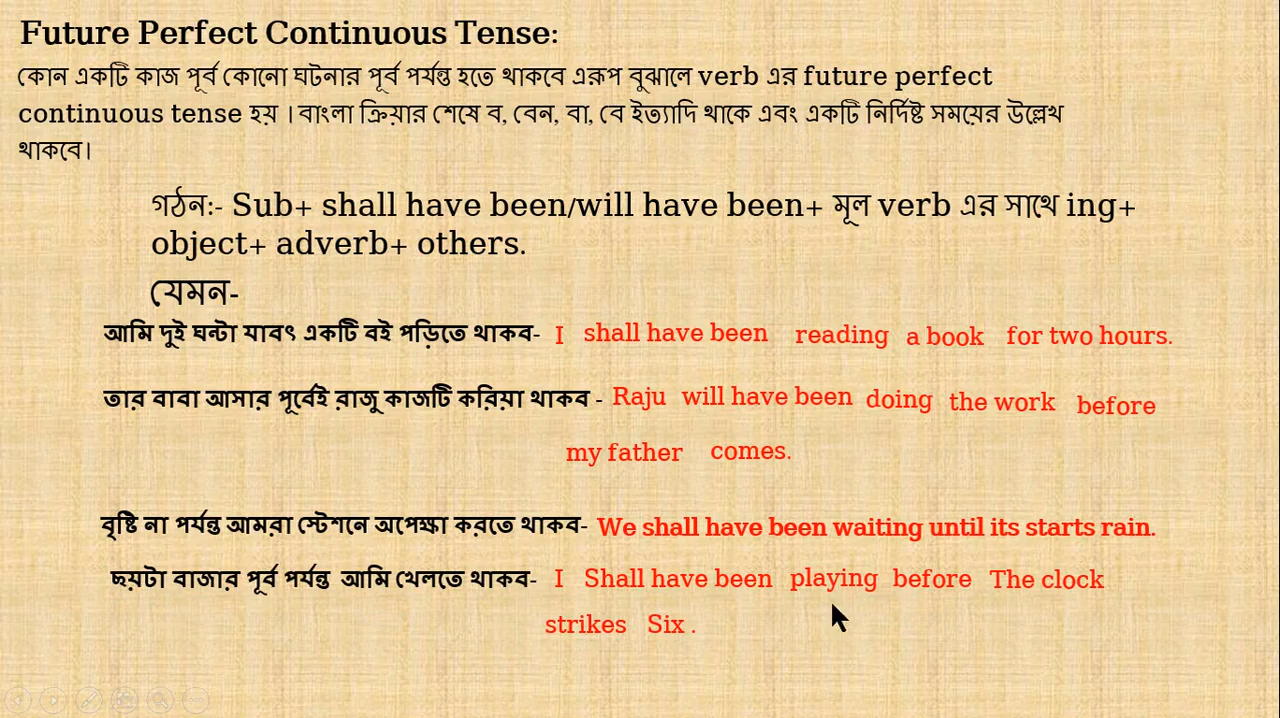 Future Perfect Continuous Tense:
কোন একটি কাজ পূর্ব কোনো ঘটনার পূর্ব পর্যন্ত হতে থাকবে এরূপ বুঝালে verb এর future perfect
continuous tense হয় । বাংলা ক্রিয়ার শেষে ব, বেন, বা, বে ইত্যাদি থাকে এবং একটি নির্দিষ্ট সময়ের উল্লেখ
থাকবে।
গঠন:- Sub+ shall have been/will have been+ মূল verb এর সাথে ing+
object+ adverb+ others.
যেমন-
আমি দুই ঘন্টা যাবৎ একটি বই পড়িতে থাকব- I shall have been reading a book for two hours.
তার বাবা আসার পূর্বেই রাজু কাজটি করিয়া থাকব - Raju will have been doing the work before
my father comes.
বৃষ্টি না পর্যন্ত আমরা স্টেশনে অপেক্ষা করতে থাকব- We shall have been waiting until its starts rain.
ছয়টা বাজার পূর্ব পর্যন্ত আমি খেলতে থাকব- I Shall have been playing before The clock
strikes Six .